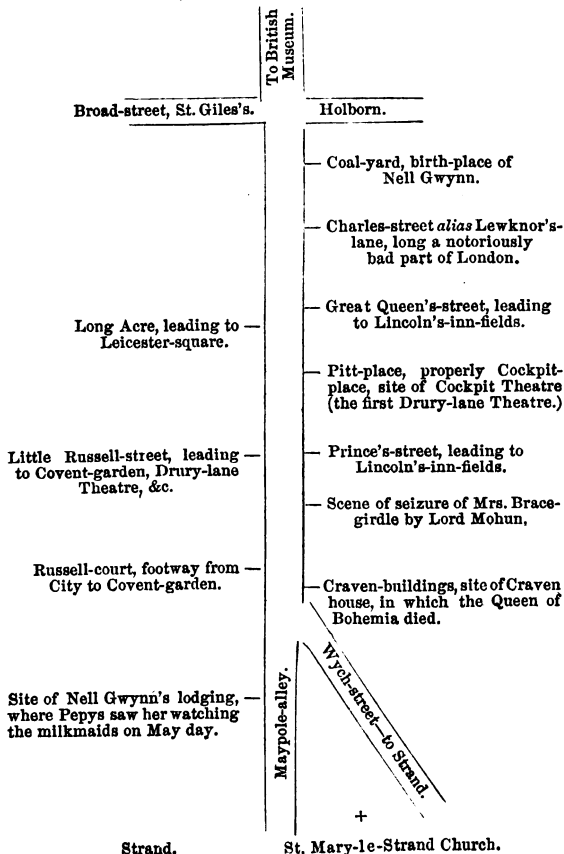 To British
Museum.
Broad-street, St. Giles's.
Holborn.
Coal-yard, birth-place of
Nell Gwynn.
Charles-street alias Lewknor's-
lane, long a notoriously
bad part of London.
Great Queen's-street, leading
to Lincoln's-inn-fields.
Long Acre, leading to
Leicester-square.
Pitt-place, properly Cockpit-
place, site of Cockpit Theatre
(the first Drury-lane Theatre.)
Little Russell-street, leading
to Covent-garden, Drury-lane
Theatre, &c.
Prince's-street, leading to
Lincoln's-inn-fields.
Scene of seizure of Mrs. Brace-
girdle by Lord Mohun.
Russell-court, footway from
City to Covent-garden.
Craven-buildings, site of Craven
house, in which the Queen of
Bohemia died.
Wych-street—to Strand.
Site of Nell Gwynn's lodging,
where Pepys saw her watching
the milkmaids on May day.
Maypole-alley.
+
Strand.
St. Mary-le-Strand Church.